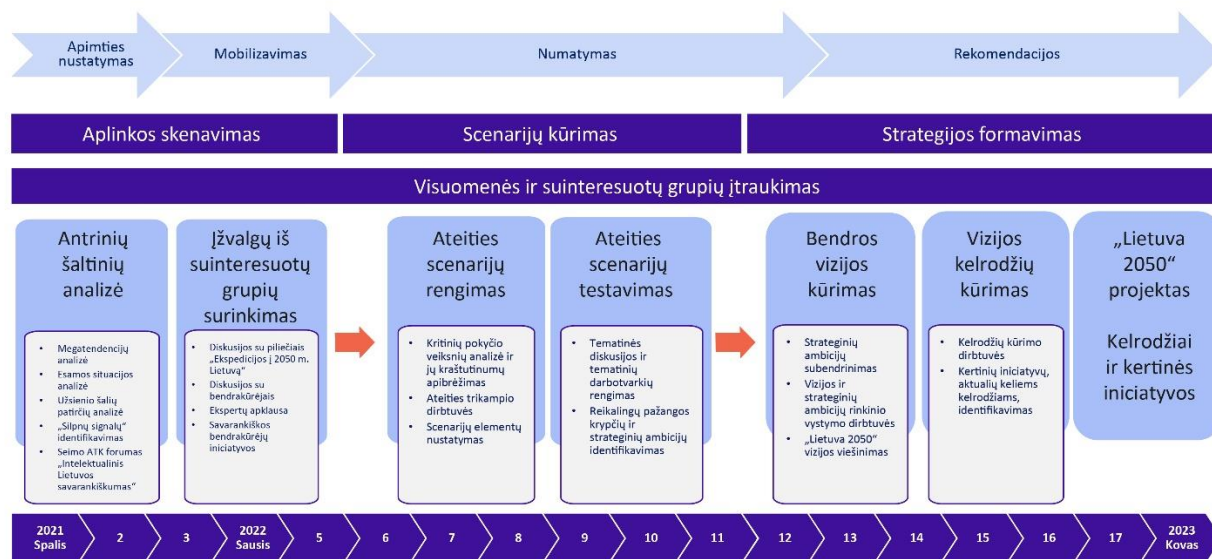 Apimties
nustatymas
Mobilizavimas
Numatymas
Rekomendacijos
Aplinkos skenavimas
Scenarijų kūrimas
Strategijos formavimas
Visuomenės ir suinteresuotų grupių įtraukimas
Antrinių
šaltinių
analizė
• Megatendencijų
analizė
• Esamos situacijos
analizė
• Užsienio šalių
patirčių analizė
• „Silpnų signalų“
identifikavimas
• Seimo ATK forumas
„Intelektualinis
Lietuvos
savarankiškumas“
Įžvalgų iš
suinteresuotų
grupių
surinkimas
• Diskusijos su piliečiais
„Ekspedicijos į 2050 m.
Lietuvą“
• Diskusijos su
bendrakūrėjais
• Ekspertų apklausa
• Savarankiškos
bendrakūrėjų
iniciatyvos
Ateities
scenarijų
rengimas
• Kritinių pokyčio
veiksnių analizė ir
jų kraštutinumų
apibrėžimas
• Ateities trikampio
dirbtuvės
• Scenarijų elementų
nustatymas
Ateities
scenarijų
testavimas
• Tematinės
diskusijos ir
tematinių
darbotvarkių
rengimas
• Reikalingų pažangos
krypčių ir
strateginių ambicijų
identifikavimas
Bendros
vizijos
kūrimas
• Strateginių
ambicijų
subendrinimas
• Vizijos ir
strateginių
ambicijų rinkinio
vystymo dirbtuvės
• „Lietuva 2050“
vizijos viešinimas
Vizijos
kelrodžių
kūrimas
• Kelrodžių kūrimo
dirbtuvės
• Kertinių iniciatyvų,
aktualių keliems
kelrodžiams,
identifikavimas
„Lietuva
2050“
projektas
Kelrodžiai
ir kertinės
iniciatyvos
2021
Spalis
2
3
2022
Sausis
5
6
7
8
9
10
11
12
13
14
15
16
17
2023
Kovas